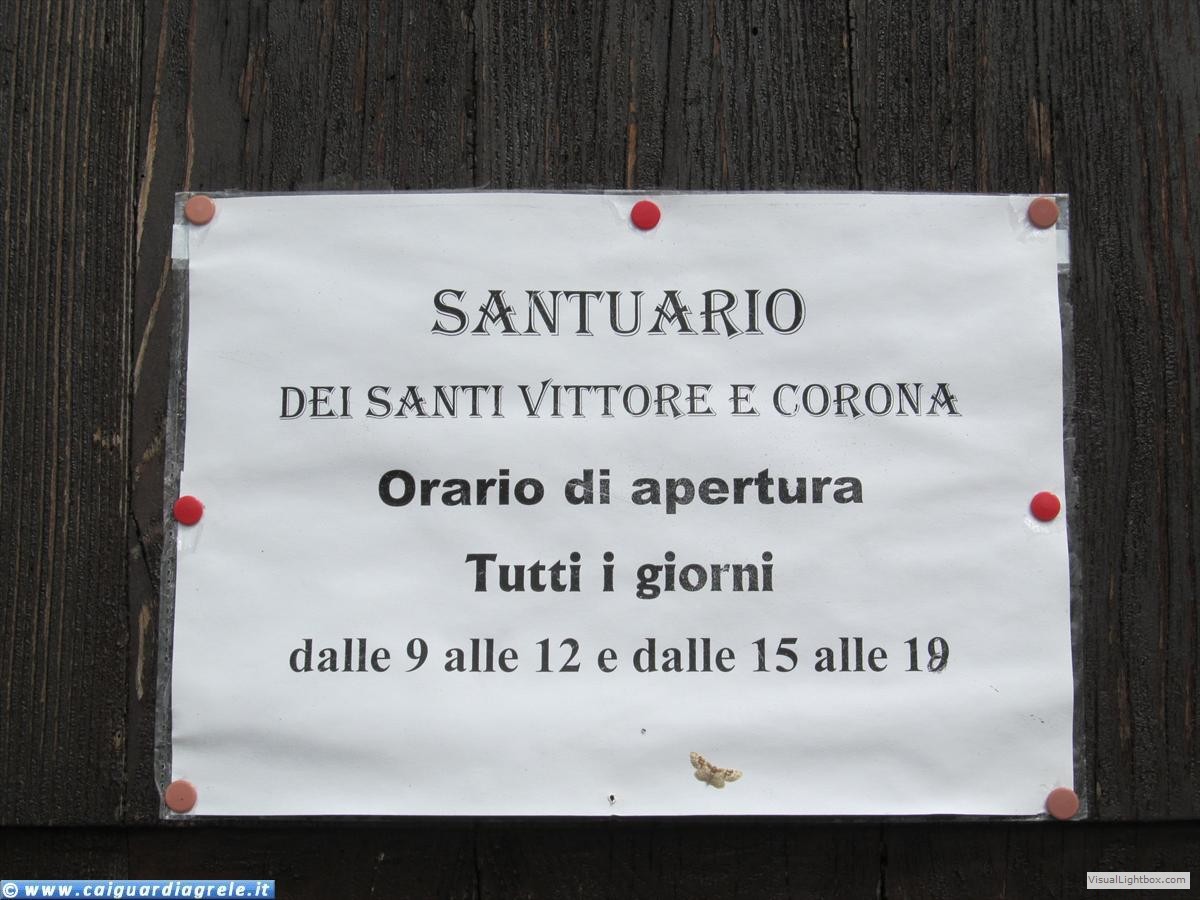 SANTUARIO
DEI SANTI VITTORE E CORONA
Orario di apertura
Tutti i giorni
dalle 9 alle 12 e dalle 15 alle
© www.caiguardiagrele.it
VisualLightbox.com